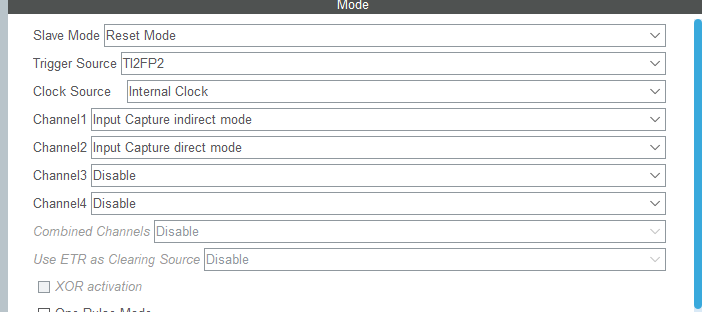 Mode
Slave Mode Reset Mode
Trigger Source TI2FP2
Clock Source Internal Clock
Channel1 Input Capture indirect mode
Channel2 Input Capture direct mode
Channel3 Disable
Channel4 Disable
Combined Channels Disable
Use ETR as Clearing Source Disable
XOR activation
One Pulse Mode